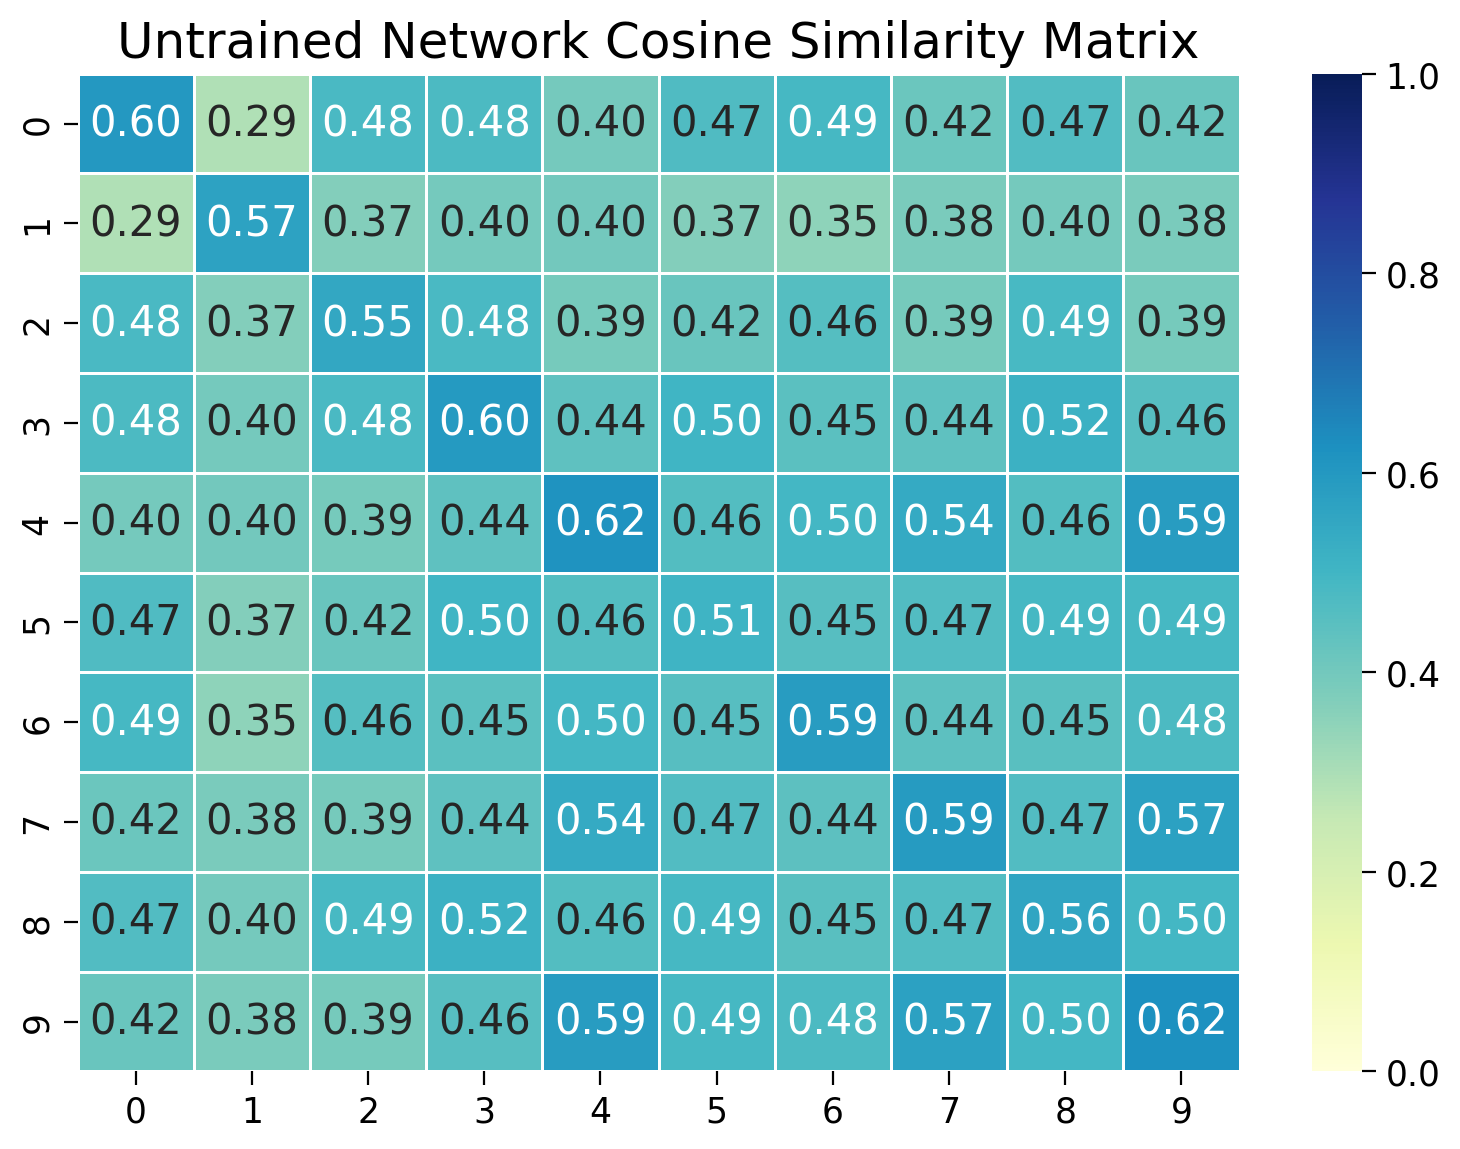 Untrained Network Cosine Similarity Matrix
0 0.60 0.29 0.48 0.48 0.40 0.47 0.49 0.42 0.47 0.42
1 0.29 0.57 0.37 0.40 0.40 0.37 0.35 0.38 0.40 0.38
2 0.48 0.37 0.55 0.48 0.39 0.42 0.46 0.39 0.49 0.39
3 0.48 0.40 0.48 0.60 0.44 0.50 0.45 0.44 0.52 0.46
4 0.40 0.40 0.39 0.44 0.62 0.46 0.50 0.54 0.46 0.59
5 0.47 0.37 0.42 0.50 0.46 0.51 0.45 0.47 0.49 0.49
6 0.49 0.35 0.46 0.45 0.50 0.45 0.59 0.44 0.45 0.48
7 0.42 0.38 0.39 0.44 0.54 0.47 0.44 0.59 0.47 0.57
8 0.47 0.40 0.49 0.52 0.46 0.49 0.45 0.47 0.56 0.50
9 0.42 0.38 0.39 0.46 0.59 0.49 0.48 0.57 0.50 0.62
0 1 2 3 4 5 6 7 8 9
1.0
0.8
0.6
0.4
0.2
0.0